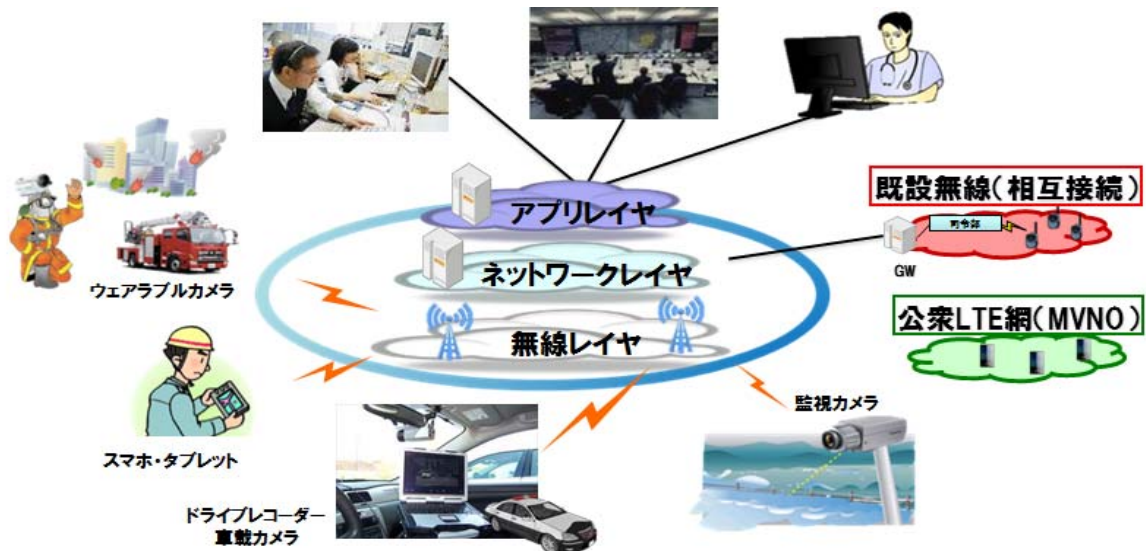 アプリレイヤ
ネットワークレイヤ
無線レイヤ
既設無線(相互接続)
司令部
GW
公衆LTE網(MVNO)
ウェアラブルカメラ
スマホ・タブレット
ドライブレコーダー
車載カメラ
監視カメラ